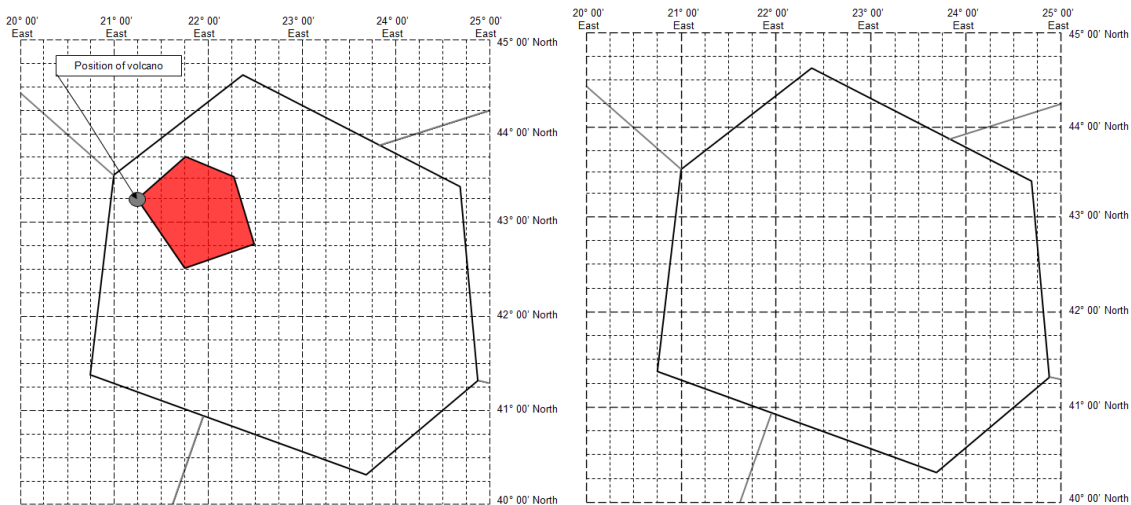 20° 00' 21° 00' 22° 00' 23° 00' 24° 00' 25° 00'
East East East East East East
45° 00' North
Position of volcano
44° 00' North
43° 00' North
42° 00' North
41° 00' North
40° 00' North
20° 00' 21° 00' 22° 00' 23° 00' 24° 00' 25° 00'
East East East East East East
45° 00' North
44° 00' North
43° 00' North
42° 00' North
41° 00' North
40° 00' North